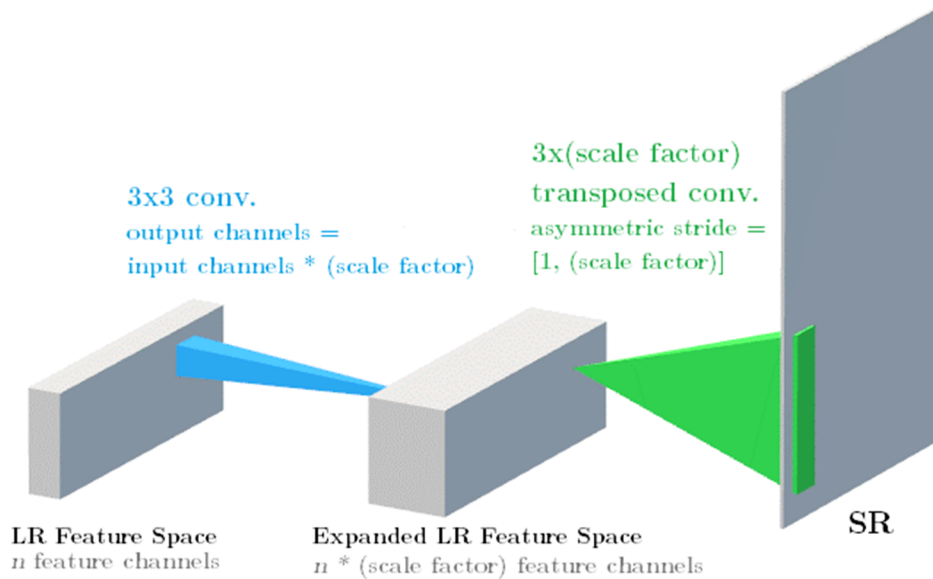 3x3 conv.
output channels =
input channels * (scale factor)
3x(scale factor)
transposed conv.
asymmetric stride =
[1, (scale factor)]
LR Feature Space
n feature channels
Expanded LR Feature Space
n * (scale factor) feature channels
SR